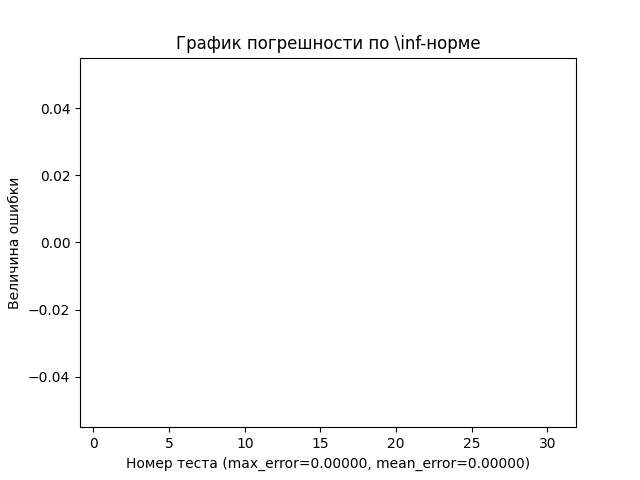 График погрешности по \inf-норме
0.04
0.02
0.00
−0.02
−0.04
Величина ошибки
0 5 10 15 20 25 30
Номер теста (max_error=0.00000, mean_error=0.00000)